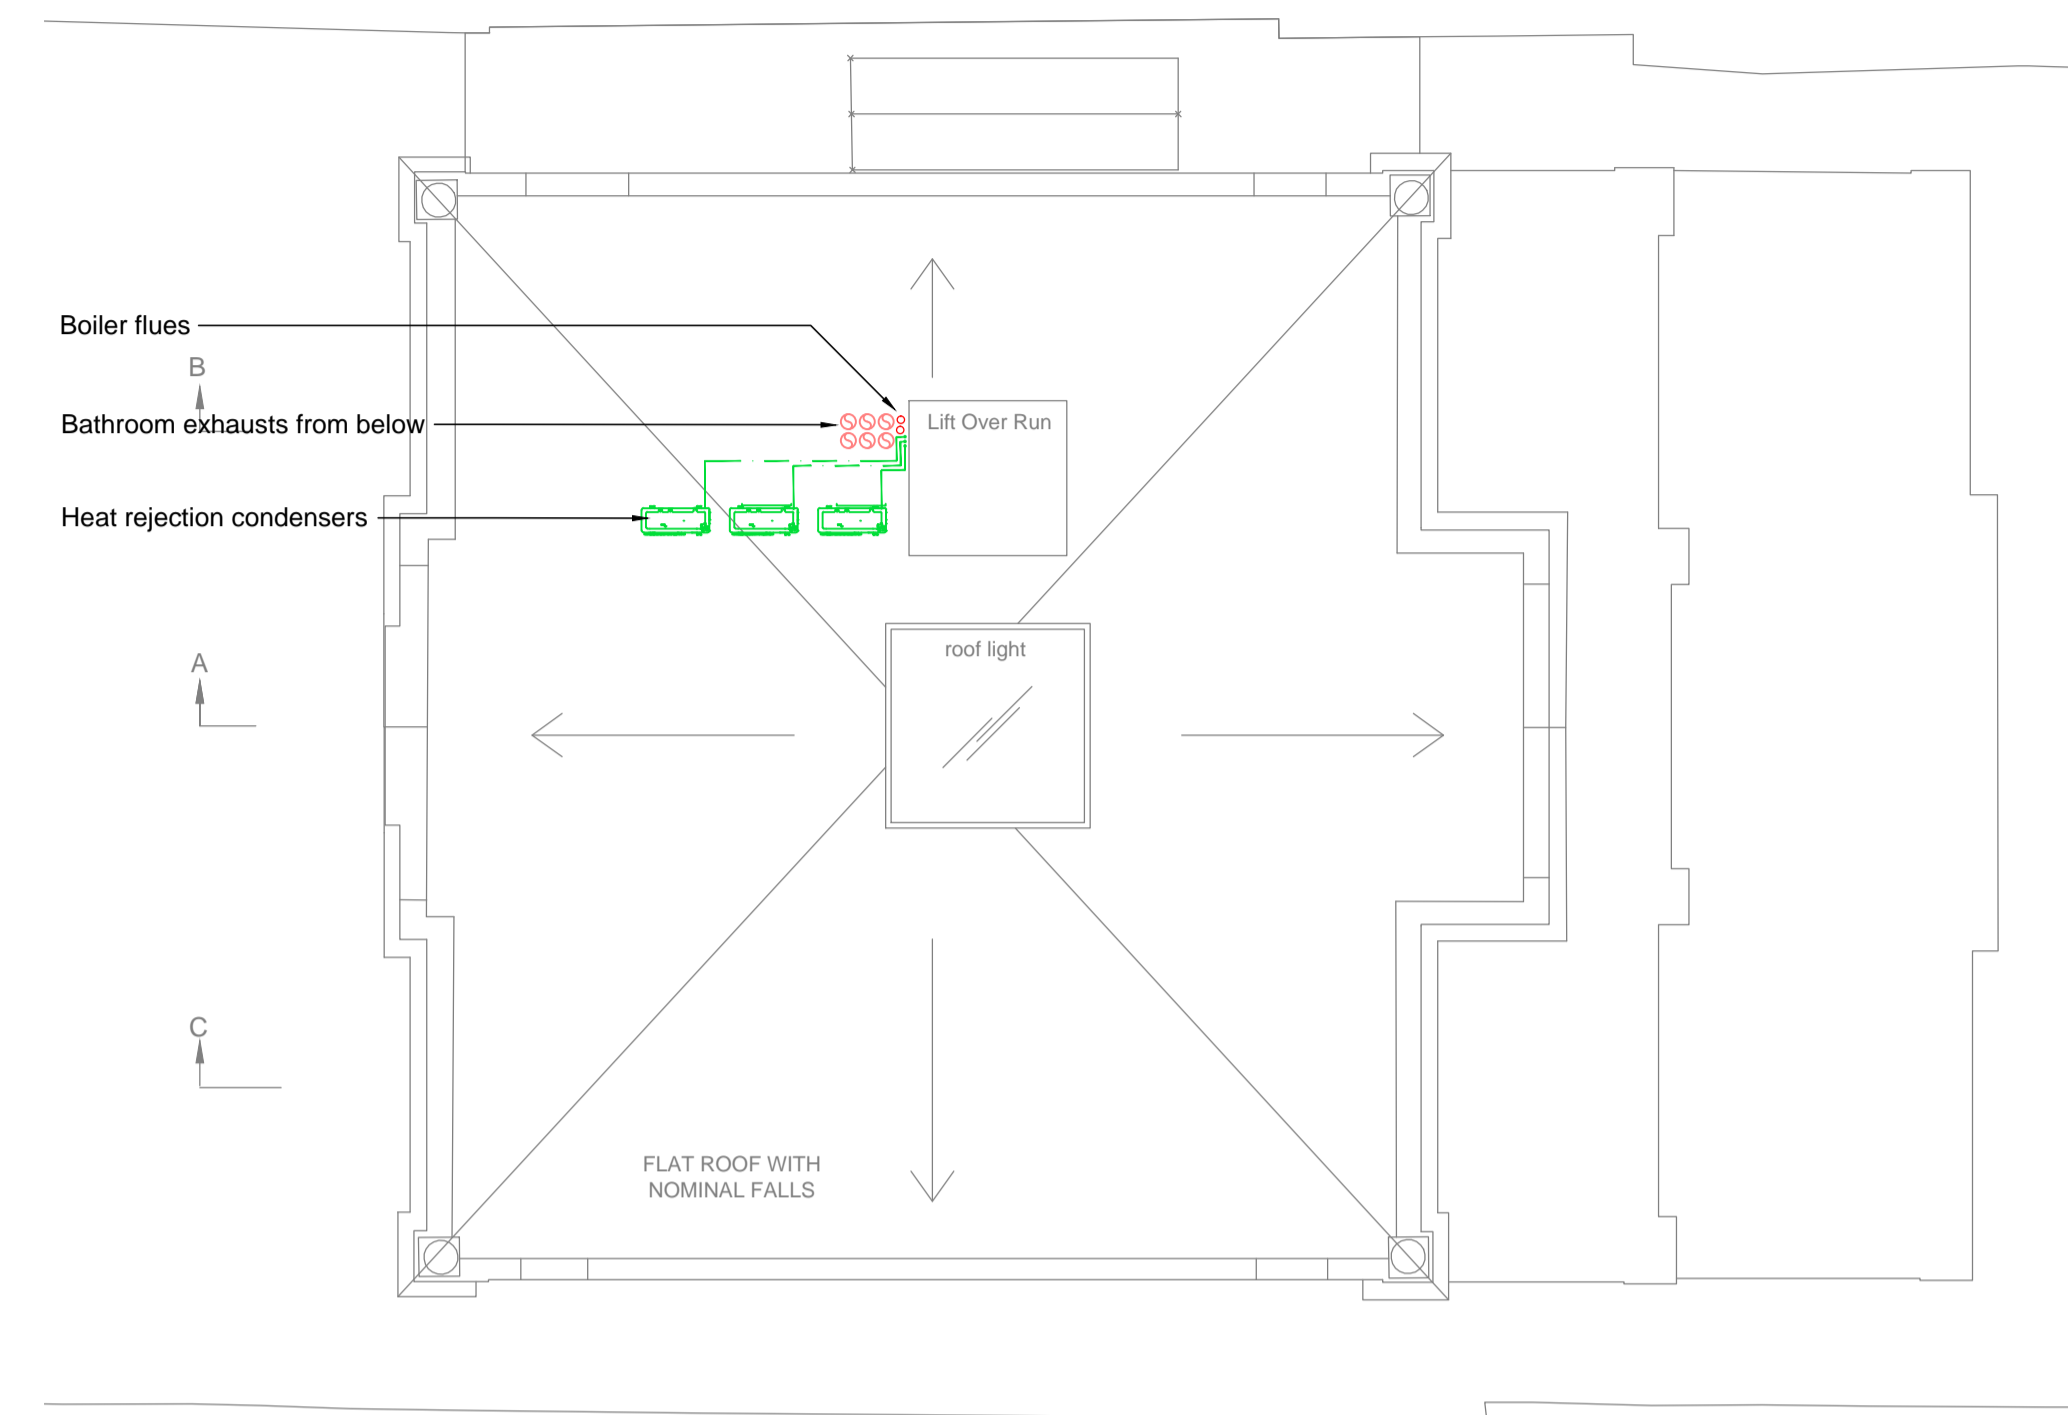 Boiler flues
B
Bathroom exhausts from below
Lift Over Run
Heat rejection condensers
roof light
A
C
FLAT ROOF WITH
NOMINAL FALLS